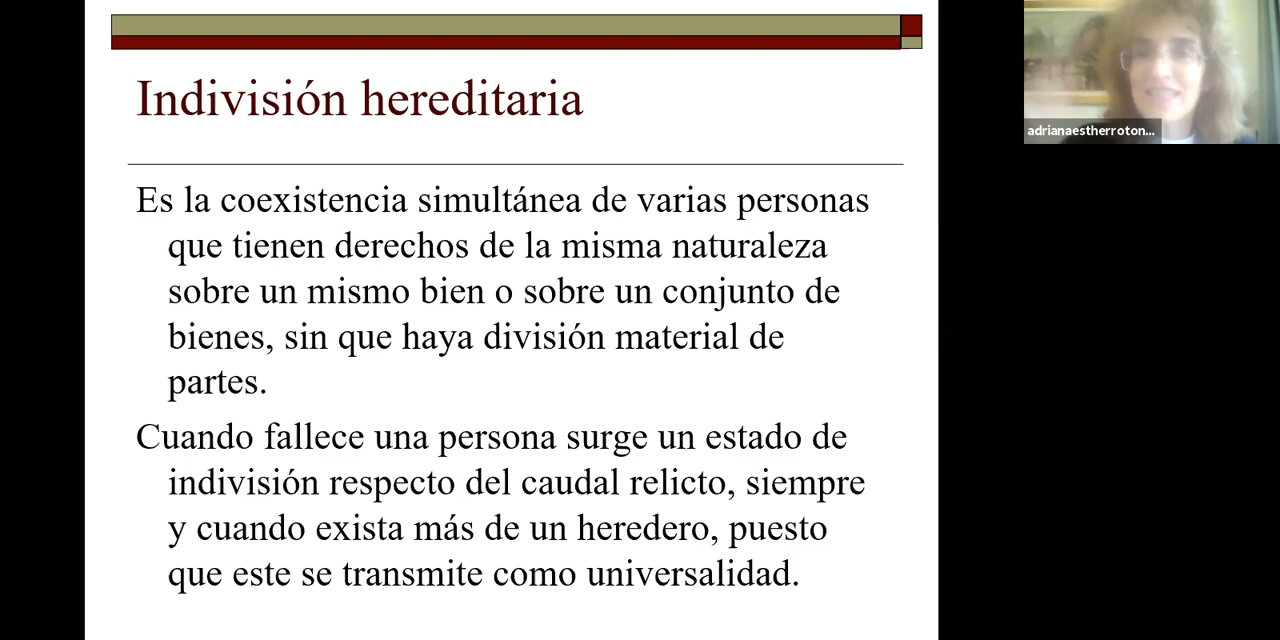 Indivisión hereditaria
Es la coexistencia simultánea de varias personas
que tienen derechos de la misma naturaleza
sobre un mismo bien o sobre un conjunto de
bienes, sin que haya división material de
partes.
Cuando fallece una persona surge un estado de
indivisión respecto del caudal relicto, siempre
y cuando exista más de un heredero, puesto
que este se transmite como universalidad.
adrianaestherroton...